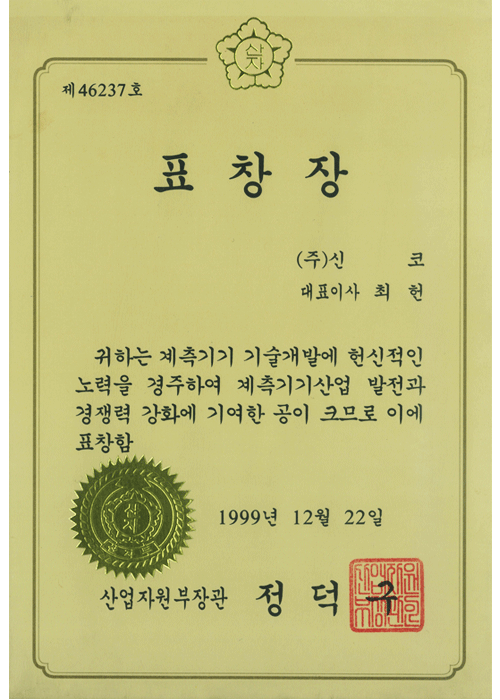 산자
제46237호
표 창 장
(주)신 코
대표이사 최 헌
귀하는 계측기기 기술개발에 헌신적인
노력을 경주하여 계측기기산업 발전과
경쟁력 강화에 기여한 공이 크므로 이에
표창함
산자
1999년 12월 22일
산업자원부장관 정 덕 구